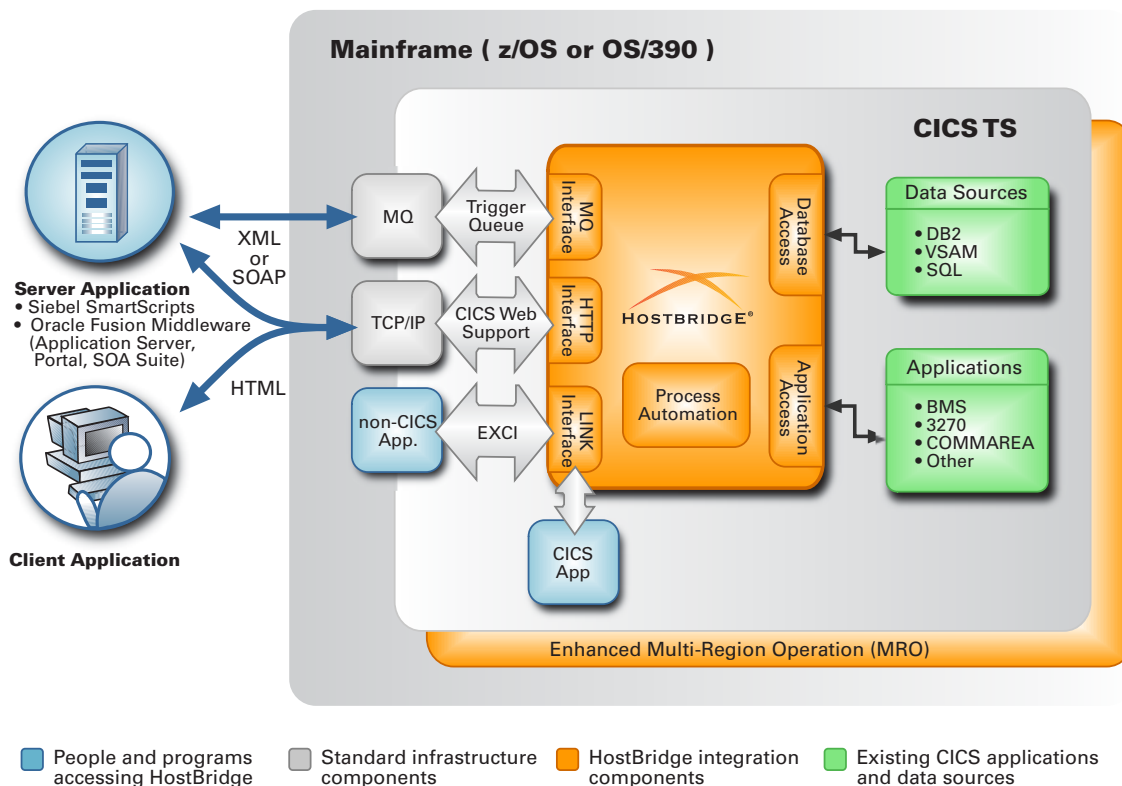 Mainframe ( z/OS or OS/390 )
CICS TS
Server Application
• Siebel SmartScripts
• Oracle Fusion Middleware
(Application Server,
Portal, SOA Suite)
Client Application
XML
or
SOAP
HTML
MQ
TCP/IP
non-CICS
App.
Trigger
Queue
CICS Web
Support
EXCI
MQ
Interface
HTTP
Interface
LINK
Interface
HOSTBRIDGE®
Process
Automation
Database
Access
Application
Access
CICS
App
Data Sources
• DB2
• VSAM
• SQL
Applications
• BMS
• 3270
• COMMAREA
• Other
Enhanced Multi-Region Operation (MRO)
People and programs
accessing HostBridge
Standard infrastructure
components
HostBridge integration
components
Existing CICS applications
and data sources